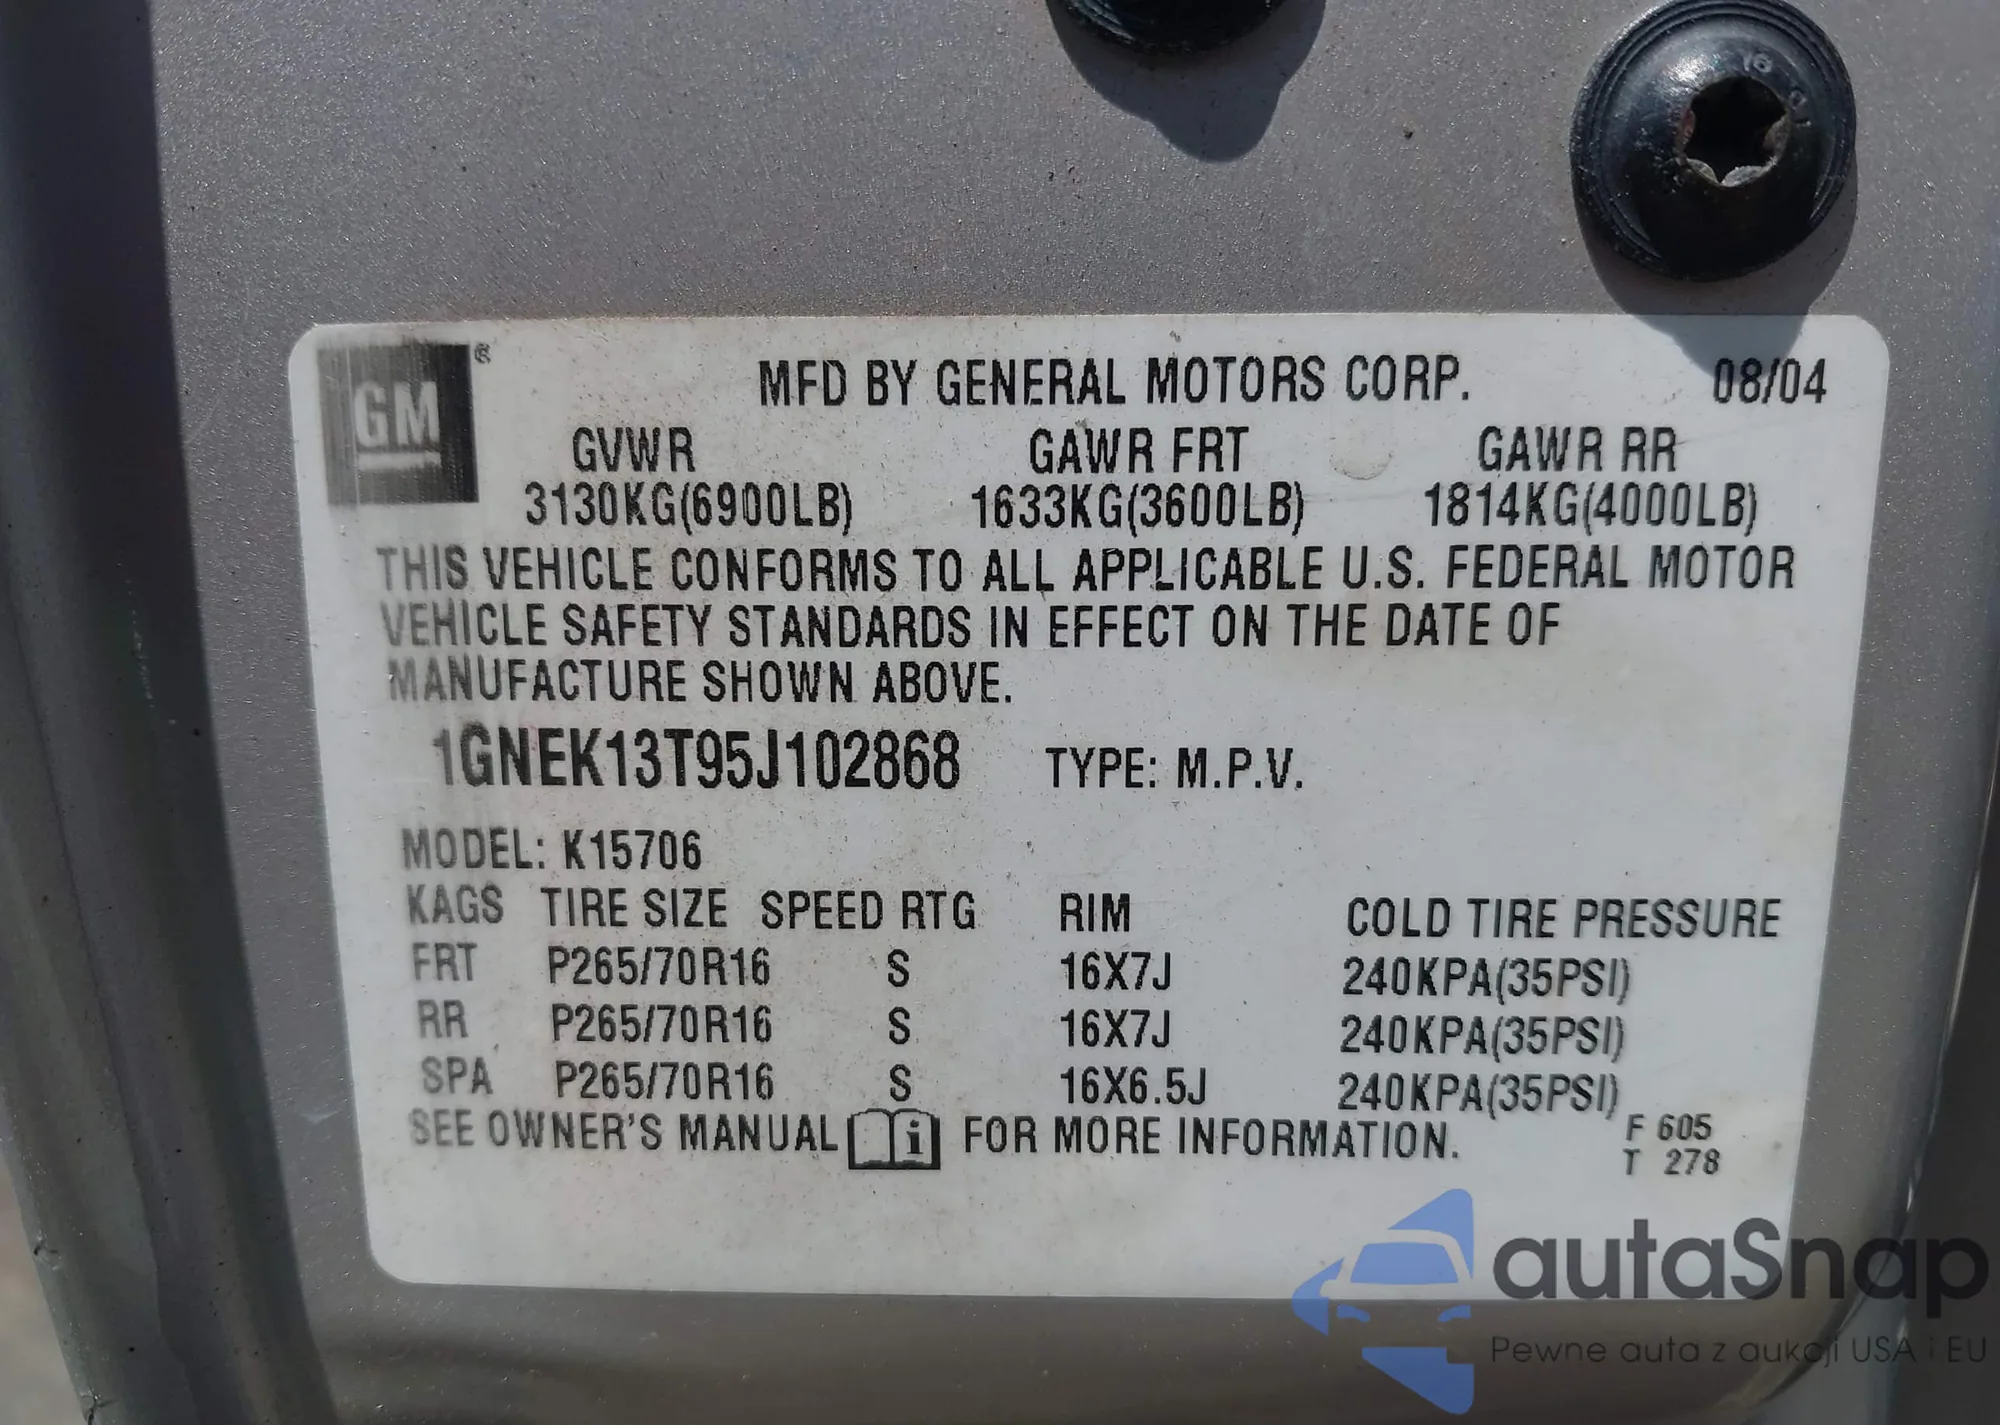 GM®
MFD BY GENERAL MOTORS CORP. 08/04
GVWR GAWR FRT GAWR RR
3130KG(6900LB) 1633KG(3600LB) 1814KG(4000LB)
THIS VEHICLE CONFORMS TO ALL APPLICABLE U.S. FEDERAL MOTOR
VEHICLE SAFETY STANDARDS IN EFFECT ON THE DATE OF
MANUFACTURE SHOWN ABOVE.
1GNEK13T95J102868 TYPE: M.P.V.
MODEL: K15706
KAGS TIRE SIZE SPEED RTG RIM COLD TIRE PRESSURE
FRT P265/70R16 S 16X7J 240KPA(35PSI)
RR P265/70R16 S 16X7J 240KPA(35PSI)
SPA P265/70R16 S 16X6.5J 240KPA(35PSI)
SEE OWNER'S MANUAL i FOR MORE INFORMATION.
F 605
T 278
autaSnap
Pewne auta z aukcji USA i EU